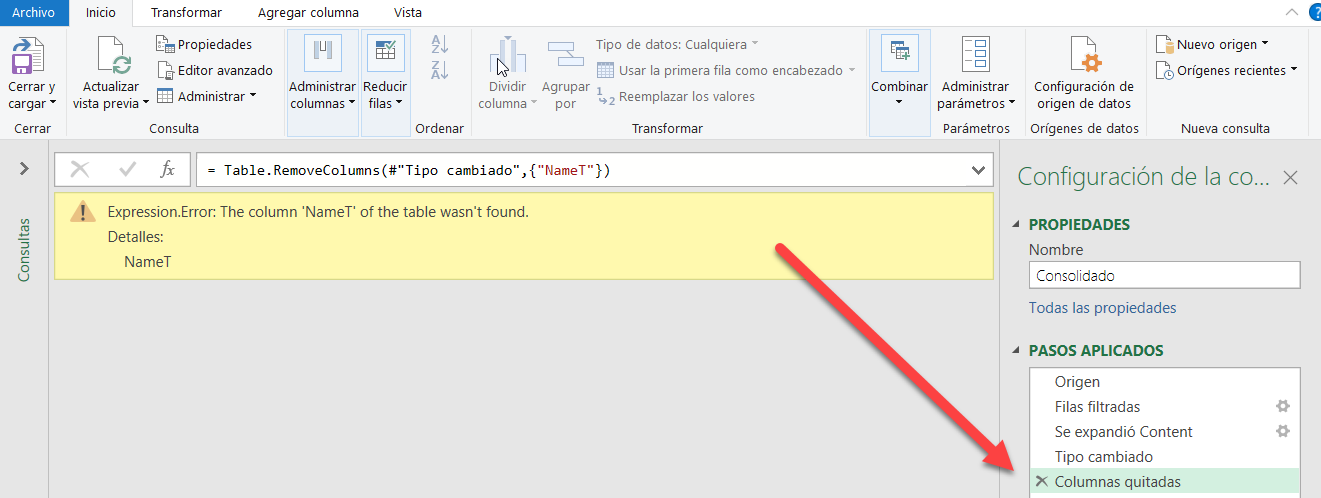 Archivo Inicio Transformar Agregar columna Vista
Cerrar y cargar
Cerrar
Actualizar vista previa
Propiedades
Editor avanzado
Administrar
Consulta
Administrar columnas
Reducir filas
A Z
Z A
Ordenar
Dividir columna
Agrupar por
Tipo de datos: Cualquiera
Usar la primera fila como encabezado
1 2 Reemplazar los valores
Transformar
Combinar
Administrar parámetros
Parámetros
Configuración de origen de datos
Orígenes de datos
Nuevo origen
Orígenes recientes
Nueva consulta
Consultas
fx
= Table.RemoveColumns(#"Tipo cambiado",{"NameT"})
Expression.Error: The column 'NameT' of the table wasn't found.
Detalles:
NameT
Configuración de la co...
PROPIEDADES
Nombre
Consolidado
Todas las propiedades
PASOS APLICADOS
Origen
Filas filtradas
Se expandió Content
Tipo cambiado
Columnas quitadas